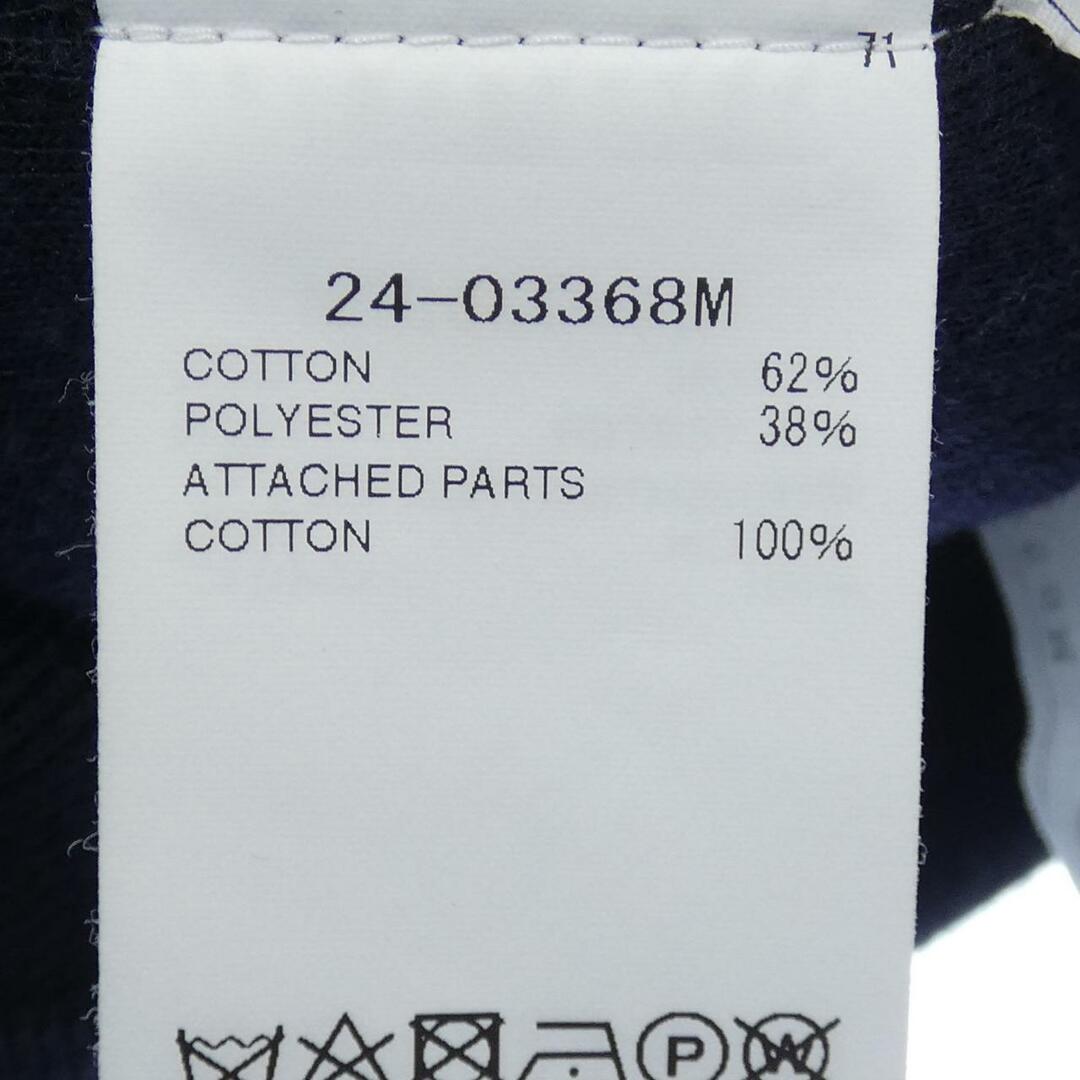 71
24-03368M
COTTON 62%
POLYESTER 38%
ATTACHED PARTS
COTTON 100%
P W